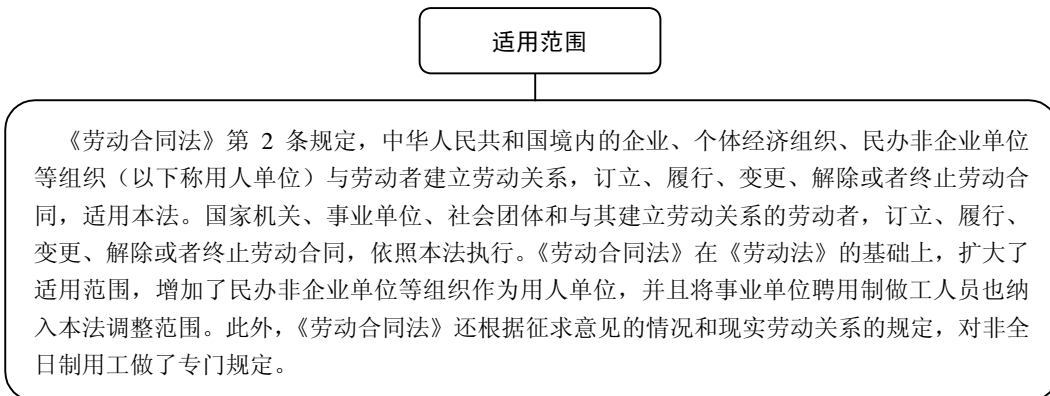 适用范围
《劳动合同法》第 2 条规定，中华人民共和国境内的企业、个体经济组织、民办非企业单位
等组织（以下称用人单位）与劳动者建立劳动关系，订立、履行、变更、解除或者终止劳动合
同，适用本法。国家机关、事业单位、社会团体和与其建立劳动关系的劳动者，订立、履行、
变更、解除或者终止劳动合同，依照本法执行。《劳动合同法》在《劳动法》的基础上，扩大了
适用范围，增加了民办非企业单位等组织作为用人单位，并且将事业单位聘用制做工人员也纳
入本法调整范围。此外，《劳动合同法》还根据征求意见的情况和现实劳动关系的规定，对非全
日制用工做了专门规定。